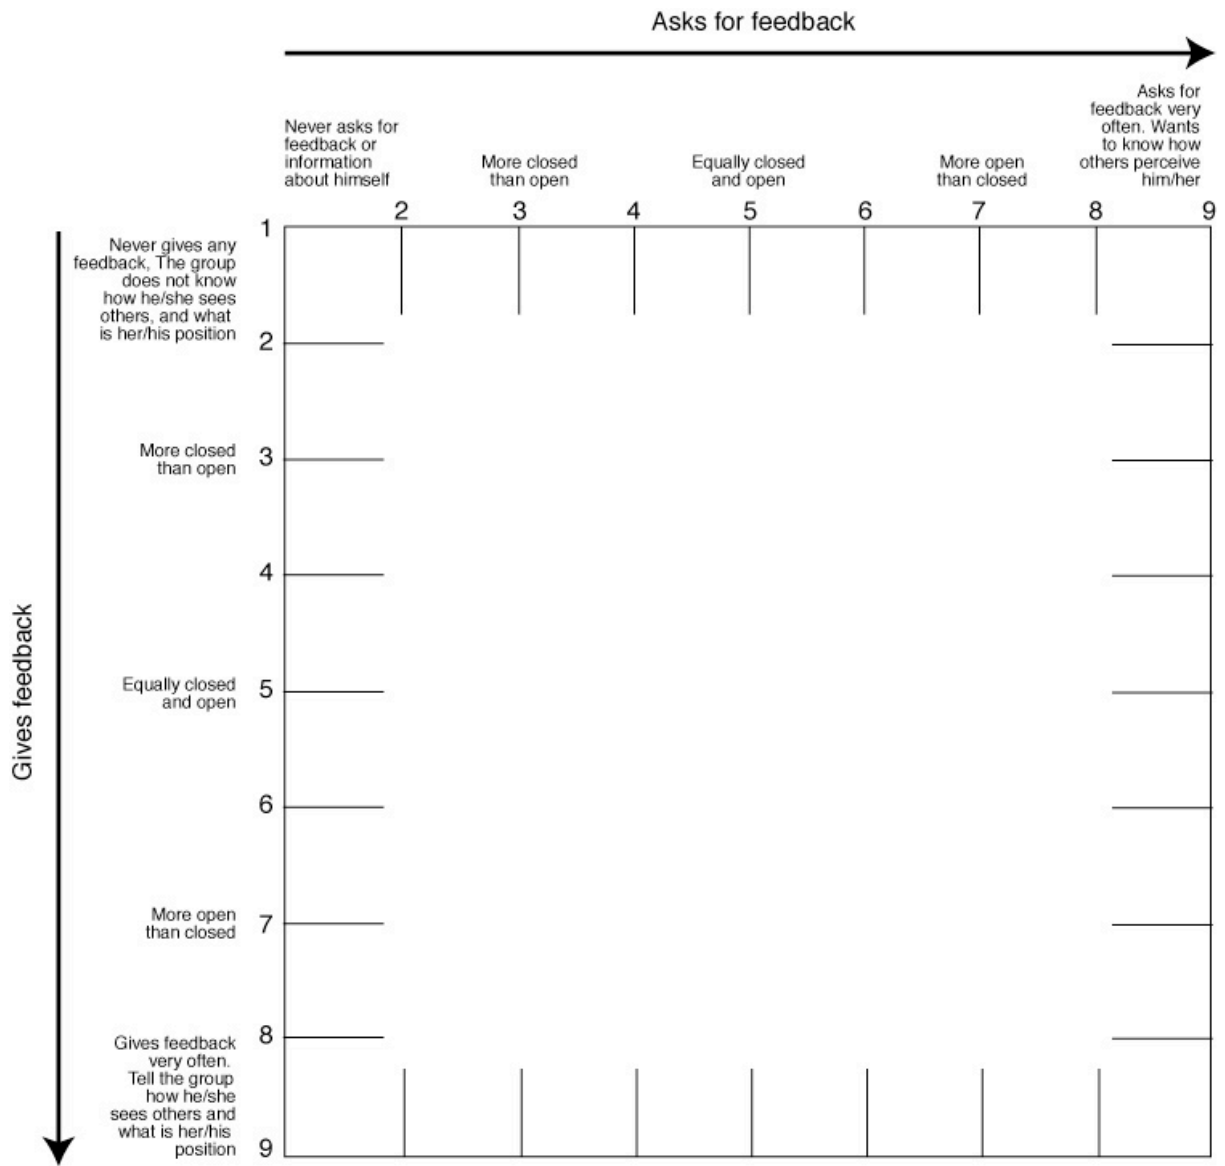 Asks for feedback
Never asks for
feedback or
information
about himself
More closed
than open
Equally closed
and open
More open
than closed
Asks for
feedback very
often. Wants
to know how
others perceive
him/her
2 3 4 5 6 7 8 9
1
Never gives any
feedback, The group
does not know
how he/she sees
others, and what
is her/his position
2
More closed
than open
3
4
Gives feedback
Equally closed
and open
5
6
More open
than closed
7
8
Gives feedback
very often.
Tell the group
how he/she
sees others and
what is her/his
position
9